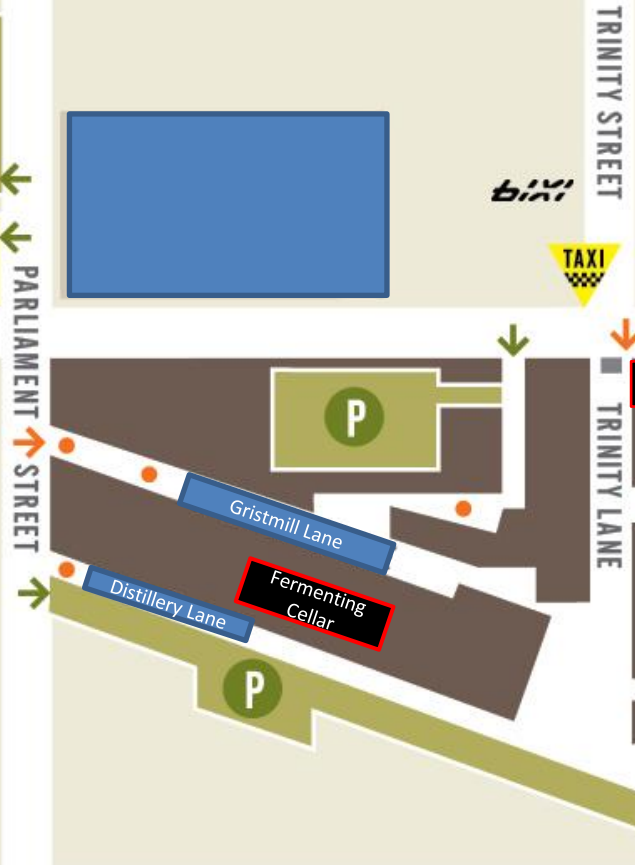 TRINITY STREET
bixi
TAXI
PARLIAMENT STREET
P
TRINITY LANE
Gristmill Lane
Fermenting
Cellar
Distillery Lane
P